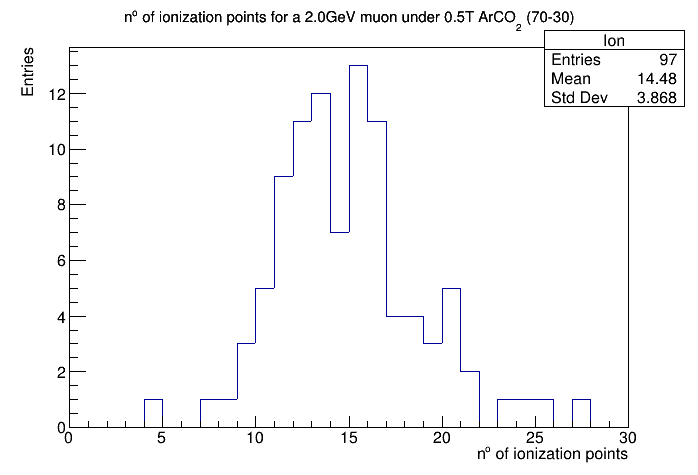 nº of ionization points for a 2.0GeV muon under 0.5T ArCO2 (70-30)
Ion
Entries 97
Mean 14.48
Std Dev 3.868
Entries
12
10
8
6
4
2
0
0 5 10 15 20 25 30
nº of ionization points